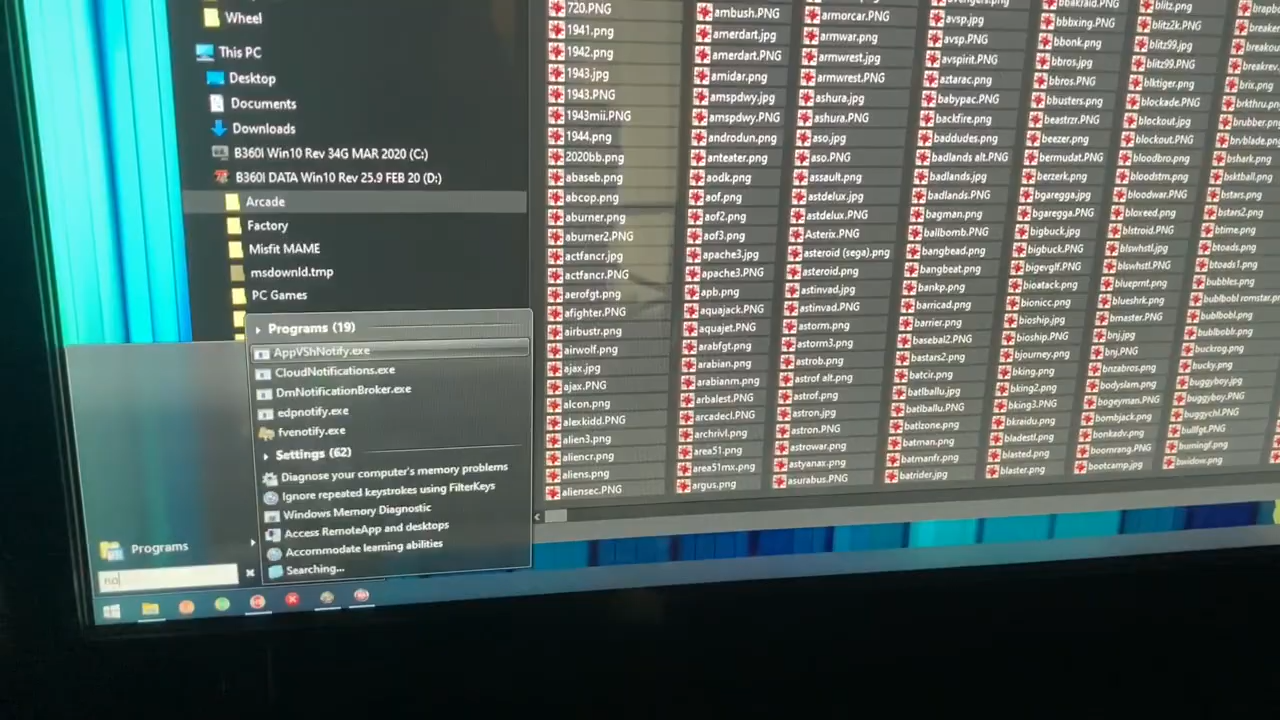 Wheel
This PC
Desktop
Documents
Downloads
B360I Win10 Rev 34G MAR 2020 (C:)
B360I DATA Win10 Rev 25.9 FEB 20 (D:)
Arcade
Factory
Misfit MAME
msdownld.tmp
PC Games
Programs (19)
AppVShNotify.exe
CloudNotifications.exe
DmNotificationBroker.exe
edpnotify.exe
fvenotify.exe
Settings (62)
Diagnose your computer's memory problems
Ignore repeated keystrokes using FilterKeys
Windows Memory Diagnostic
Access RemoteApp and desktops
Accommodate learning abilities
Searching...
Programs
no
720.PNG
1941.png
1942.png
1943.jpg
1943.PNG
1943mii.PNG
1944.png
2020bb.png
abaseb.png
abcop.png
aburner.png
aburner2.PNG
actfancr.jpg
actfancr.PNG
aerofgt.png
afighter.PNG
airbustr.png
airwolf.png
ajax.jpg
ajax.PNG
alcon.png
alexkidd.PNG
alien3.png
aliencr.png
aliens.png
aliensec.PNG
ambush.PNG
amerdart.jpg
amerdart.PNG
amidar.png
amspdwy.jpg
amspdwy.PNG
androdun.png
anteater.png
aodk.png
aof.png
aof2.png
aof3.png
apache3.jpg
apache3.PNG
apb.png
aquajack.PNG
aquajet.PNG
arabfgt.png
arabian.png
arabianm.png
arbalest.PNG
arcadecl.PNG
archrivl.png
area51.png
area51mx.png
argus.png
armorcar.PNG
armwar.png
armwrest.jpg
armwrest.PNG
ashura.jpg
ashura.PNG
aso.jpg
aso.PNG
assault.png
astdelux.jpg
astdelux.PNG
Asterix.PNG
asteroid (sega).png
asteroid.png
astinvad.jpg
astinvad.PNG
astorm.png
astorm3.png
astrob.png
astrof alt.png
astrof.png
astron.jpg
astron.PNG
astrowar.png
astyanax.png
asurabus.PNG
avsp.jpg
avsp.PNG
avspirit.PNG
aztarac.png
babypac.PNG
backfire.png
baddudes.png
badlands alt.PNG
badlands.jpg
badlands.PNG
bagman.png
ballbomb.PNG
bangbead.png
bangbeat.png
bankp.png
barricad.png
barrier.png
basebal2.PNG
bastars2.png
batcir.png
batlballu.jpg
batlballu.PNG
batlzone.png
batman.png
batmanfr.png
batrider.jpg
bbxing.PNG
bbonk.png
bbros.jpg
bbros.PNG
bbusters.png
beastrzr.PNG
beezer.png
bermudat.PNG
berzerk.png
bgaregga.jpg
bgaregga.PNG
bigbuck.jpg
bigbuck.PNG
bigevglf.PNG
bioatack.png
bionicc.png
bioship.jpg
bioship.PNG
bjourney.png
bking.png
bking2.png
bking3.PNG
bkraidu.png
bladestl.png
blasted.png
blaster.png
blitz.png
blitz2k.PNG
blitz99.jpg
blitz99.PNG
blktiger.png
blockade.PNG
blockout.jpg
blockout.PNG
bloodbro.png
bloodstm.png
bloodwar.PNG
bloxeed.png
blstroid.PNG
blswhstl.jpg
blswhstl.PNG
blueprnt.png
blueshrk.png
bmaster.PNG
bnj.jpg
bnj.PNG
bnzabros.png
bodyslam.png
bogeyman.PNG
bombjack.png
bonkadv.png
boomrang.PNG
bootcamp.jpg
brix.png
bshark.png
bstars.png
bstars2.png
btime.png
btoads.png
btoads1.png
bubbles.png
bublbobl.png
buckrog.png
bucky.png
buggyboy.jpg
buggyboy.PNG
buggychl.PNG
bullfgt.PNG
burningf.png
bwidow.png